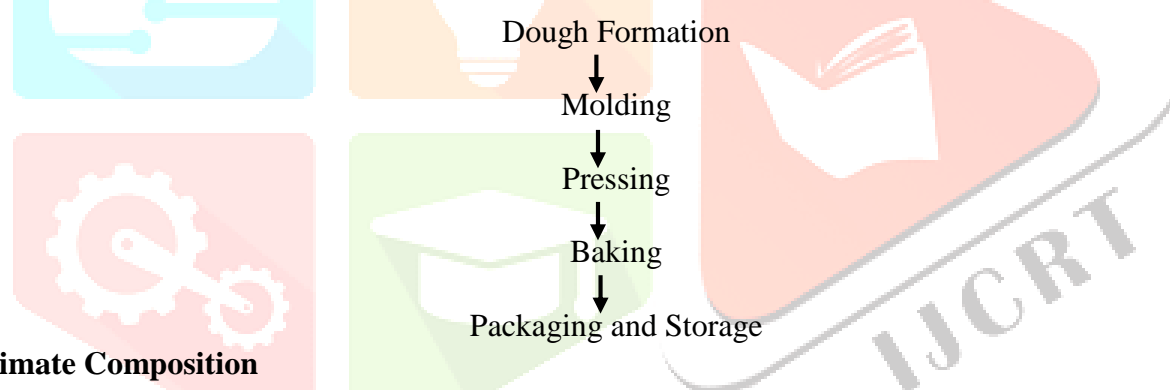 Dough Formation
Molding
Pressing
Baking
Packaging and Storage
imate Composition
IJCRT